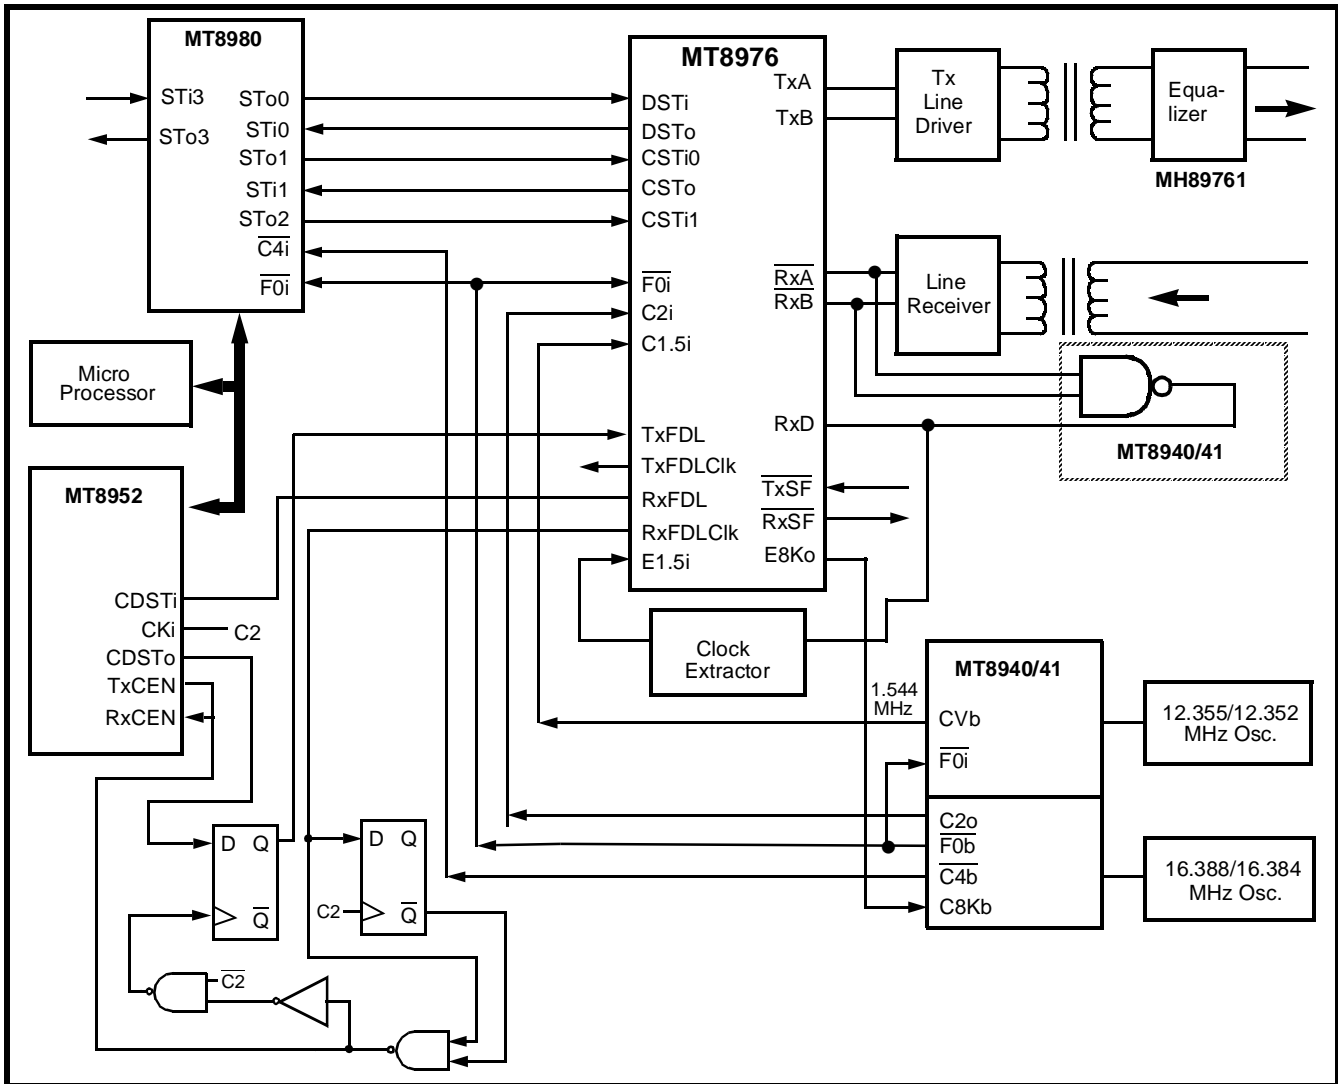 MT8980
STi3
STo3
STo0
STi0
STo1
STi1
STo2
C4i
F0i
Micro
Processor
MT8952
CDSTi
CKi
C2
CDSTo
TxCEN
RxCEN
D Q
Q
C2
D Q
C2
Q
MT8976
DSTi
DSTo
CSTi0
CSTo
CSTi1
F0i
C2i
C1.5i
TxFDL
TxFDLClk
RxFDL
RxFDLClk
E1.5i
TxA
TxB
RxA
RxB
RxD
TxSF
RxSF
E8Ko
Tx
Line
Driver
Equa-
lizer
MH89761
Line
Receiver
MT8940/41
Clock
Extractor
1.544
MHz
MT8940/41
CVb
F0i
C2o
F0b
C4b
C8Kb
12.355/12.352
MHz Osc.
16.388/16.384
MHz Osc.